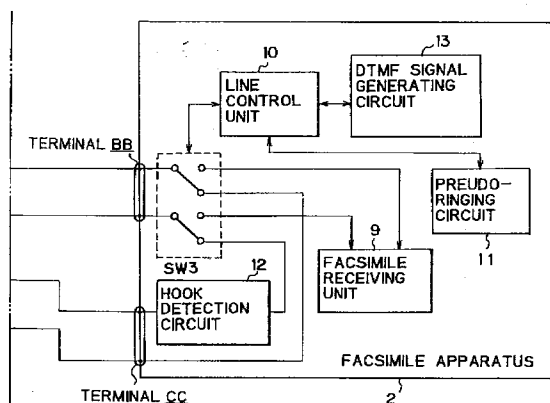 10
13
LINE
CONTROL
UNIT
DTMF SIGNAL
GENERATING
CIRCUIT
TERMINAL BB
PREUDO-
RINGING
CIRCUIT
11
SW3
12
9
HOOK
DETECTION
CIRCUIT
FACSIMILE
RECEIVING
UNIT
FACSIMILE APPARATUS
TERMINAL CC
2